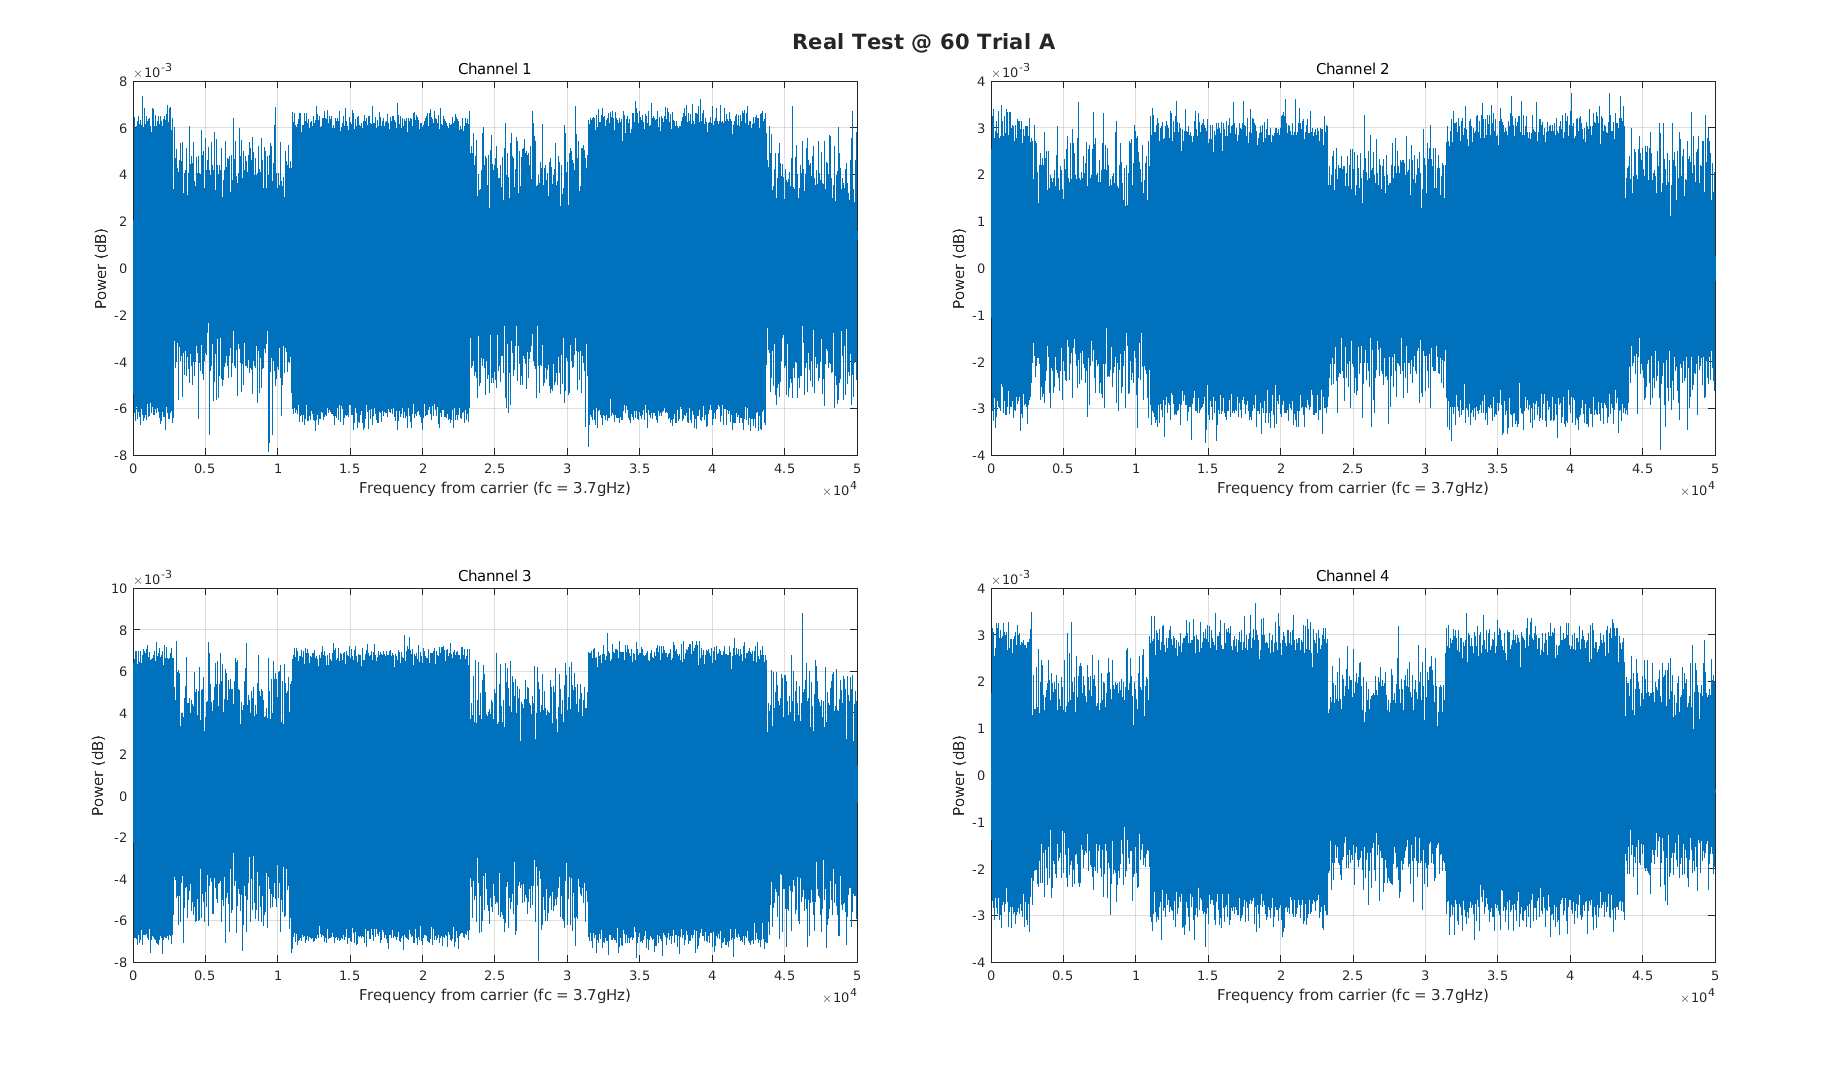 Real Test @ 60 Trial A
Channel 1
×10^-3
8
6
4
2
0
-2
-4
-6
-8
Power (dB)
0 0.5 1 1.5 2 2.5 3 3.5 4 4.5 5
Frequency from carrier (fc = 3.7gHz)
×10^4
Channel 2
×10^-3
4
3
2
1
0
-1
-2
-3
-4
Power (dB)
0 0.5 1 1.5 2 2.5 3 3.5 4 4.5 5
Frequency from carrier (fc = 3.7gHz)
×10^4
Channel 3
×10^-3
10
8
6
4
2
0
-2
-4
-6
-8
Power (dB)
0 0.5 1 1.5 2 2.5 3 3.5 4 4.5 5
Frequency from carrier (fc = 3.7gHz)
×10^4
Channel 4
×10^-3
4
3
2
1
0
-1
-2
-3
-4
Power (dB)
0 0.5 1 1.5 2 2.5 3 3.5 4 4.5 5
Frequency from carrier (fc = 3.7gHz)
×10^4